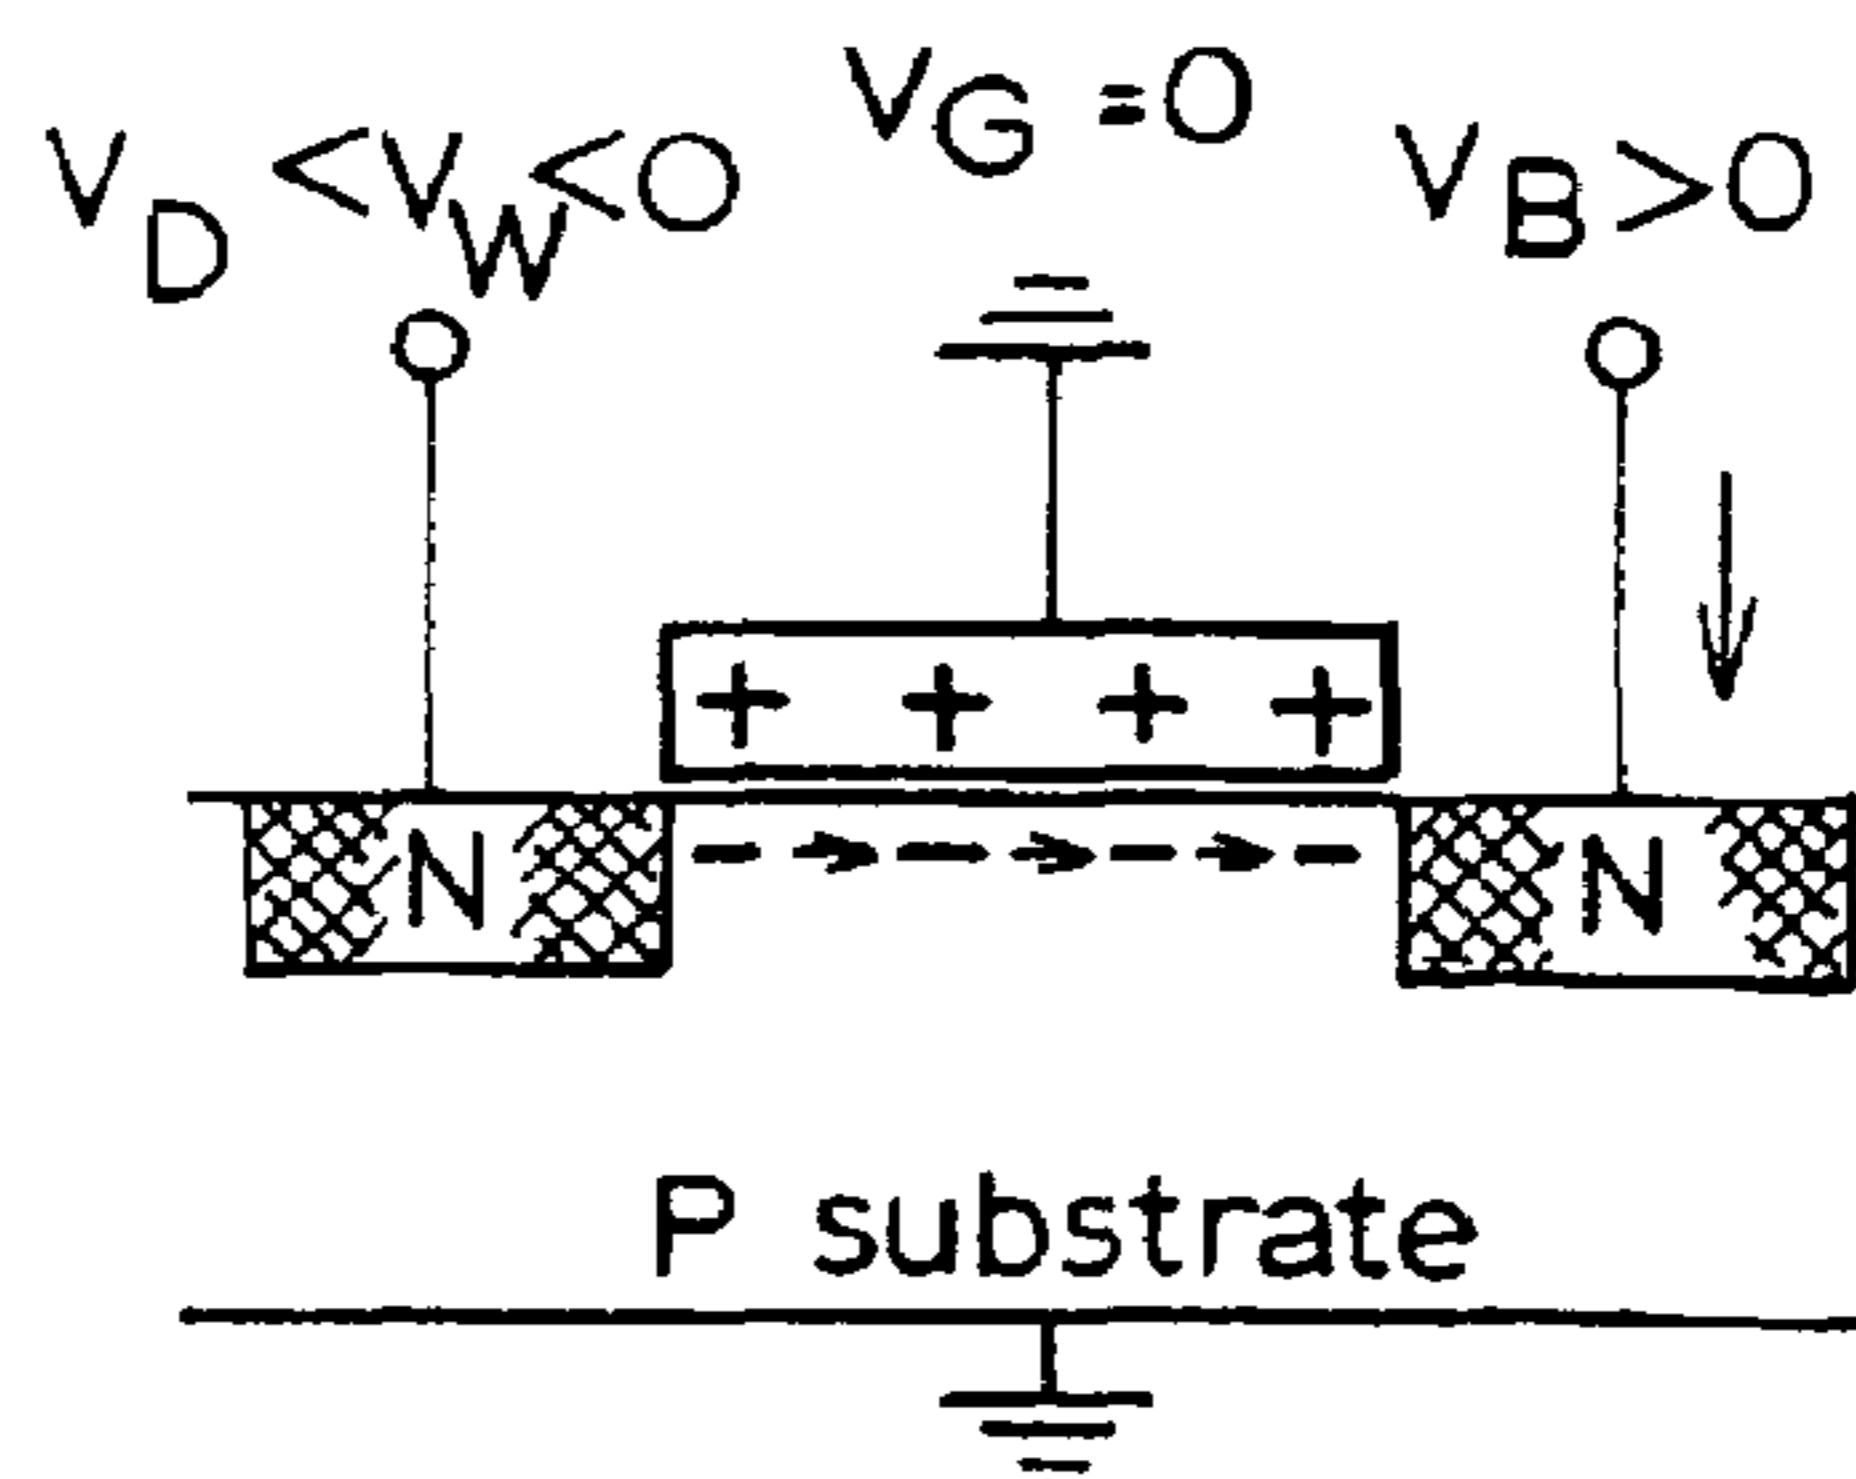 V_D < V_W < 0
V_G = 0
V_B > 0
+ + + +
N
N
P substrate